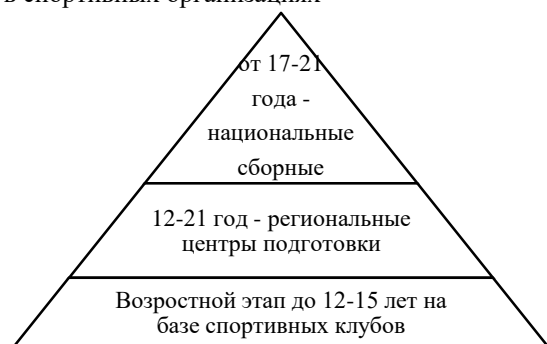 в спортивных организациях
от 17-21
года -
национальные
сборные
12-21 год - региональные
центры подготовки
Возростной этап до 12-15 лет на
базе спортивных клубов